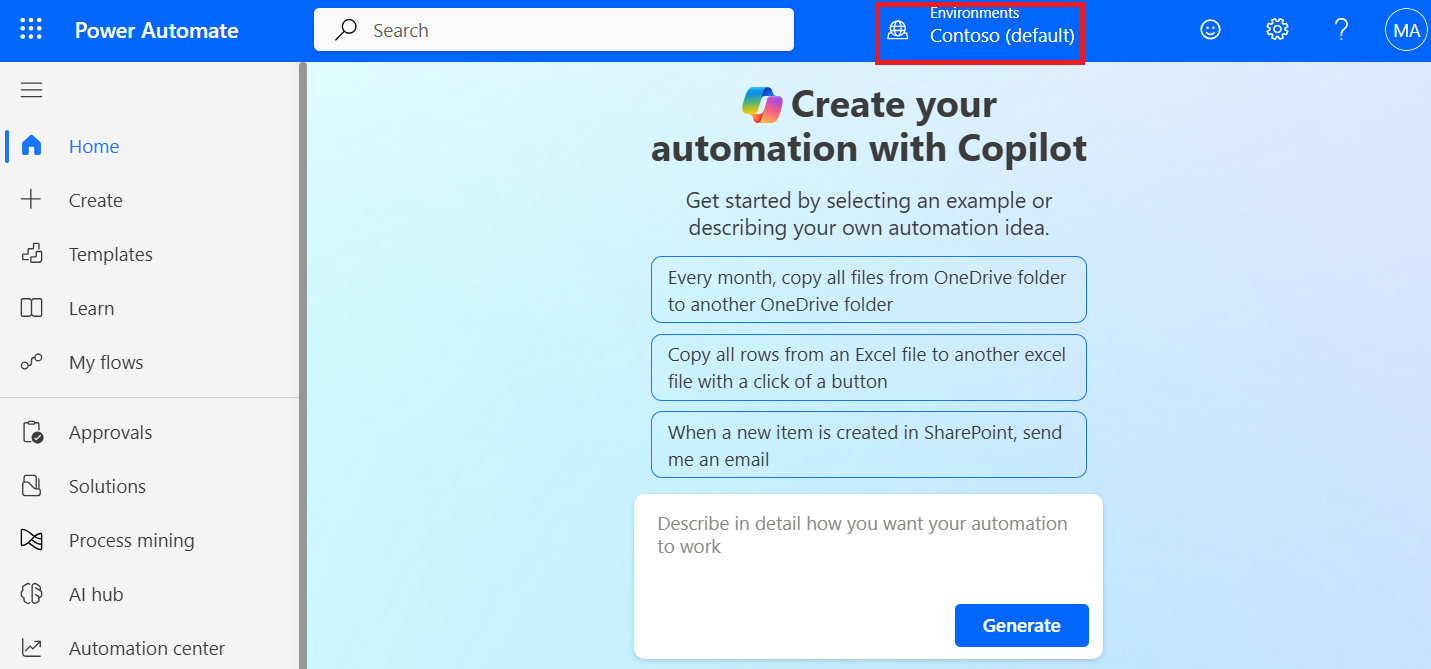 Power Automate
Search
Environments
Contoso (default)
?
MA
Home
Create
Templates
Learn
My flows
Approvals
Solutions
Process mining
AI hub
Automation center
Create your
automation with Copilot
Get started by selecting an example or
describing your own automation idea.
Every month, copy all files from OneDrive folder
to another OneDrive folder
Copy all rows from an Excel file to another excel
file with a click of a button
When a new item is created in SharePoint, send
me an email
Describe in detail how you want your automation
to work
Generate